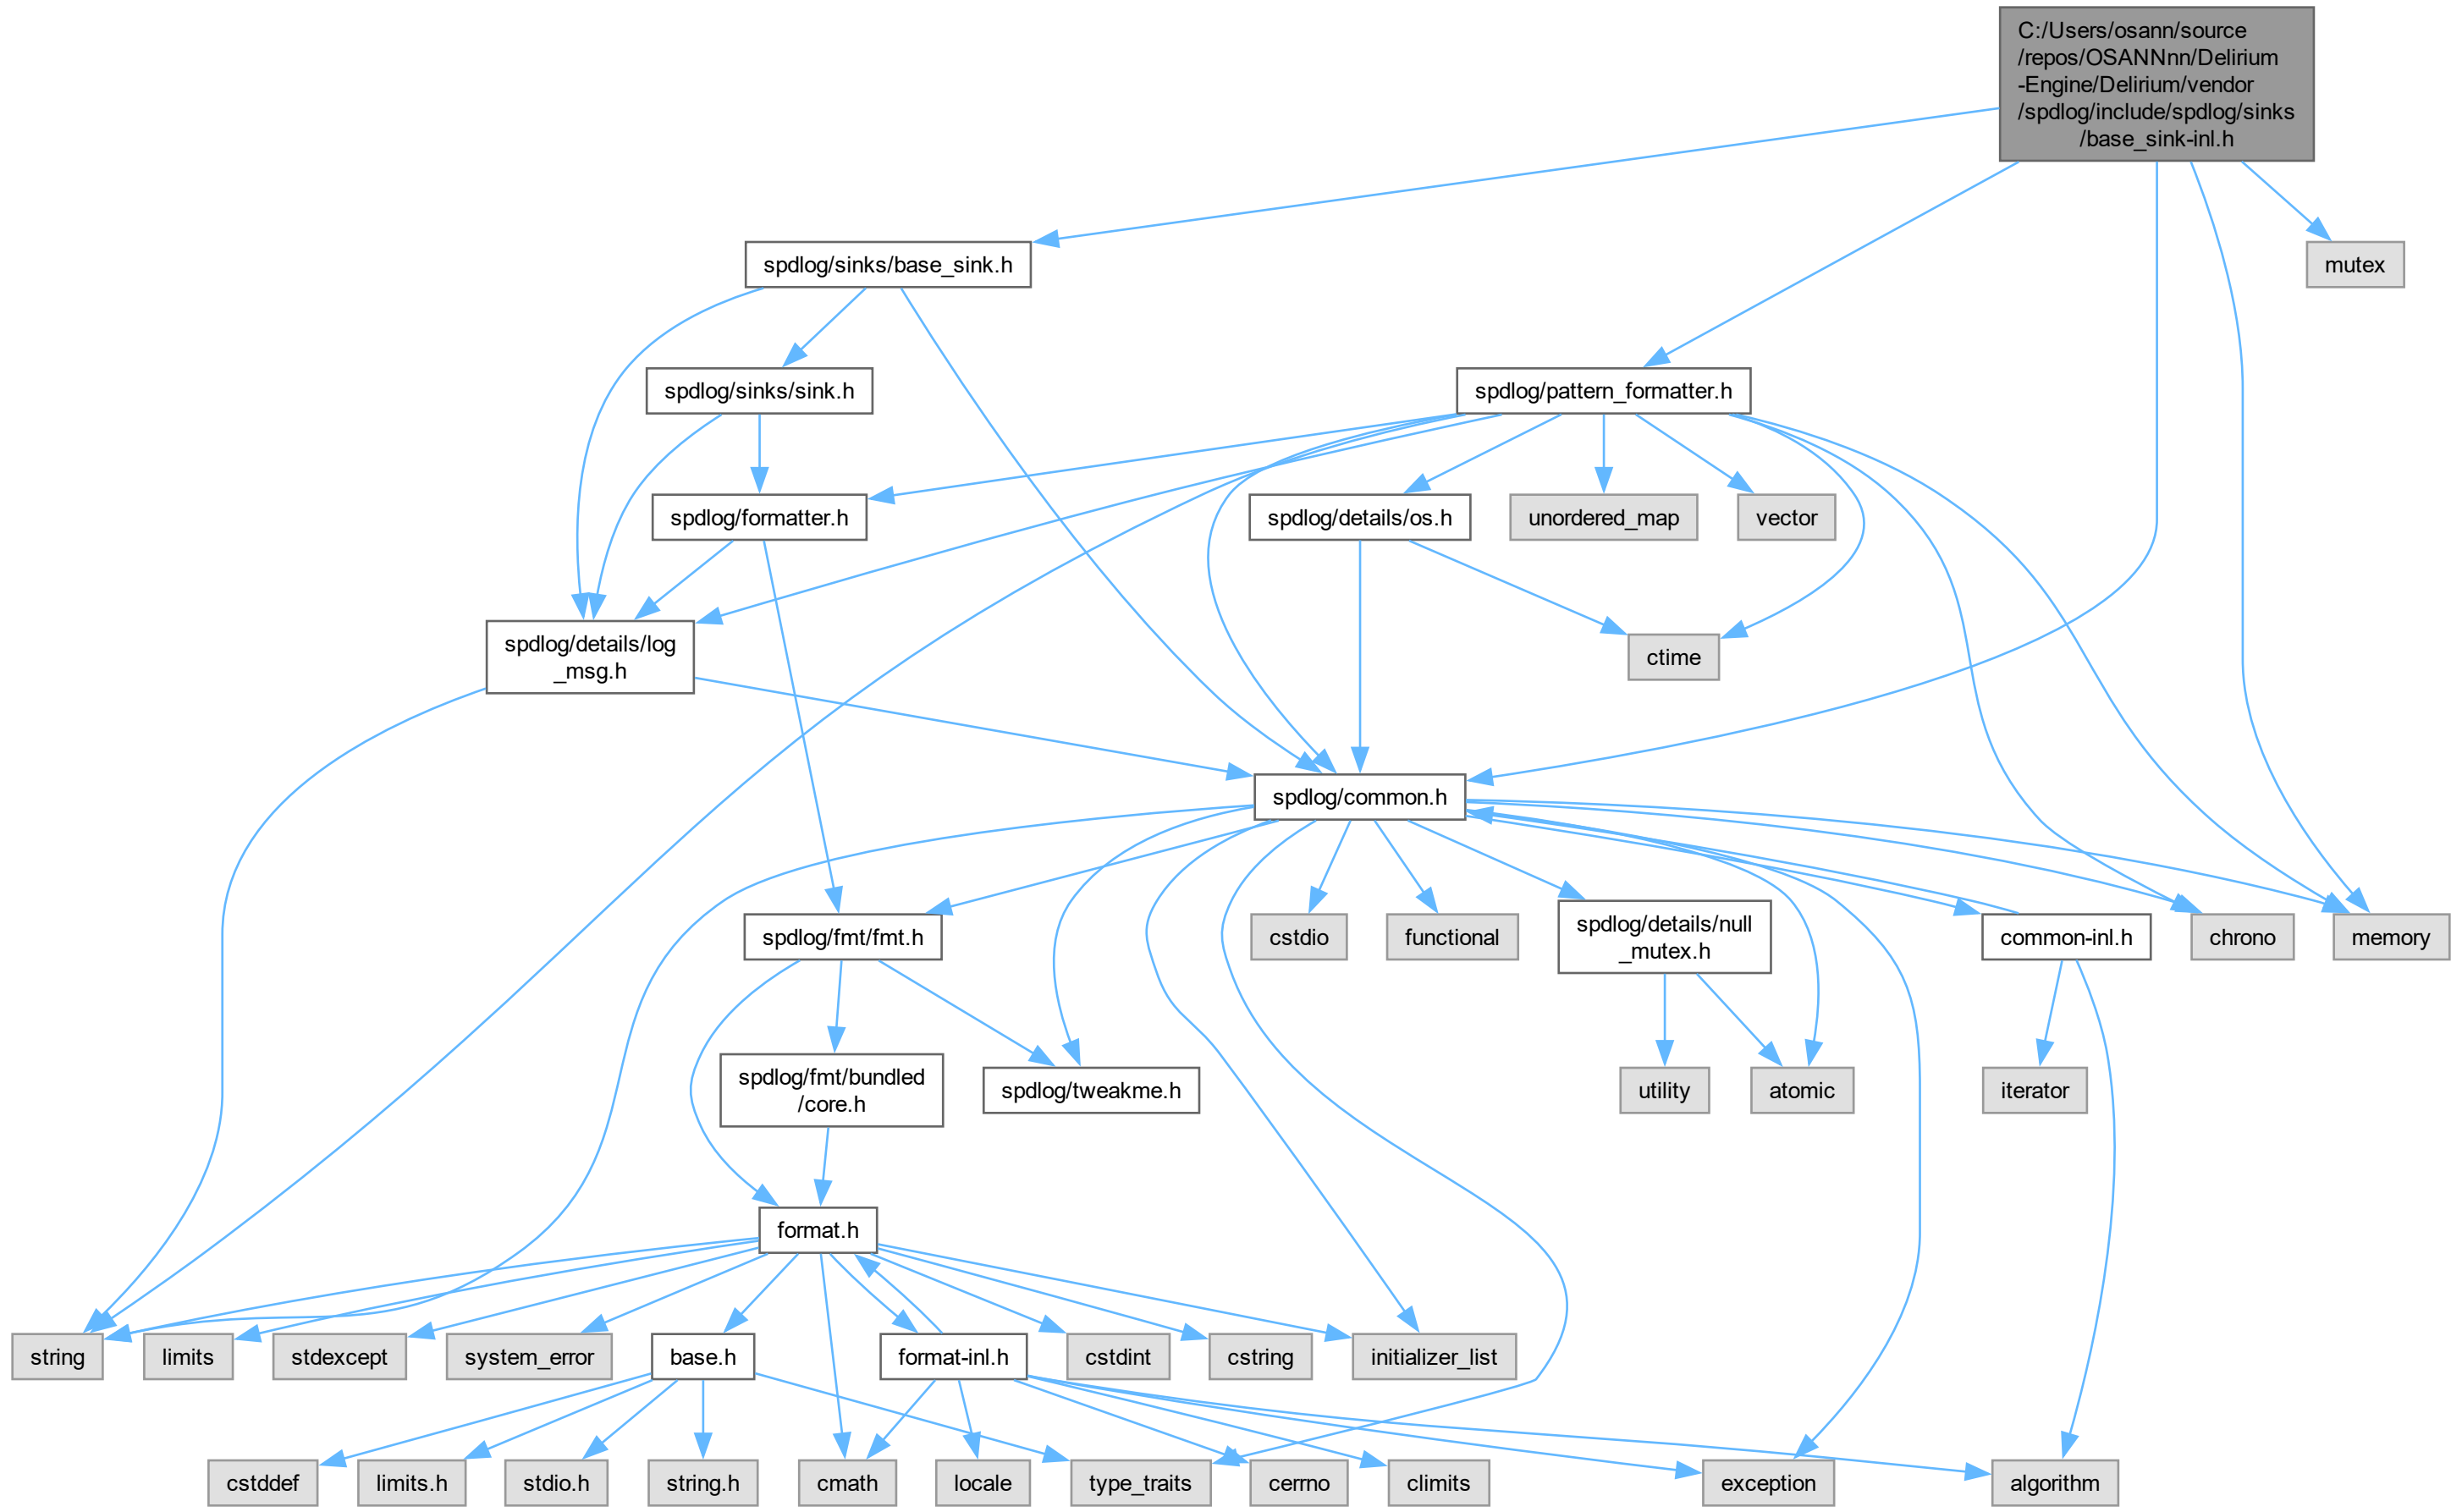 C:/Users/osann/source
/repos/OSANNnn/Delirium
-Engine/Delirium/vendor
/spdlog/include/spdlog/sinks
/base_sink-inl.h
spdlog/sinks/base_sink.h
mutex
spdlog/sinks/sink.h
spdlog/pattern_formatter.h
spdlog/formatter.h
spdlog/details/os.h
unordered_map
vector
spdlog/details/log
_msg.h
ctime
spdlog/common.h
spdlog/fmt/fmt.h
cstdio
functional
spdlog/details/null
_mutex.h
common-inl.h
chrono
memory
spdlog/fmt/bundled
/core.h
spdlog/tweakme.h
utility
atomic
iterator
format.h
string
limits
stdexcept
system_error
base.h
format-inl.h
cstdint
cstring
initializer_list
cstddef
limits.h
stdio.h
string.h
cmath
locale
type_traits
cerrno
climits
exception
algorithm